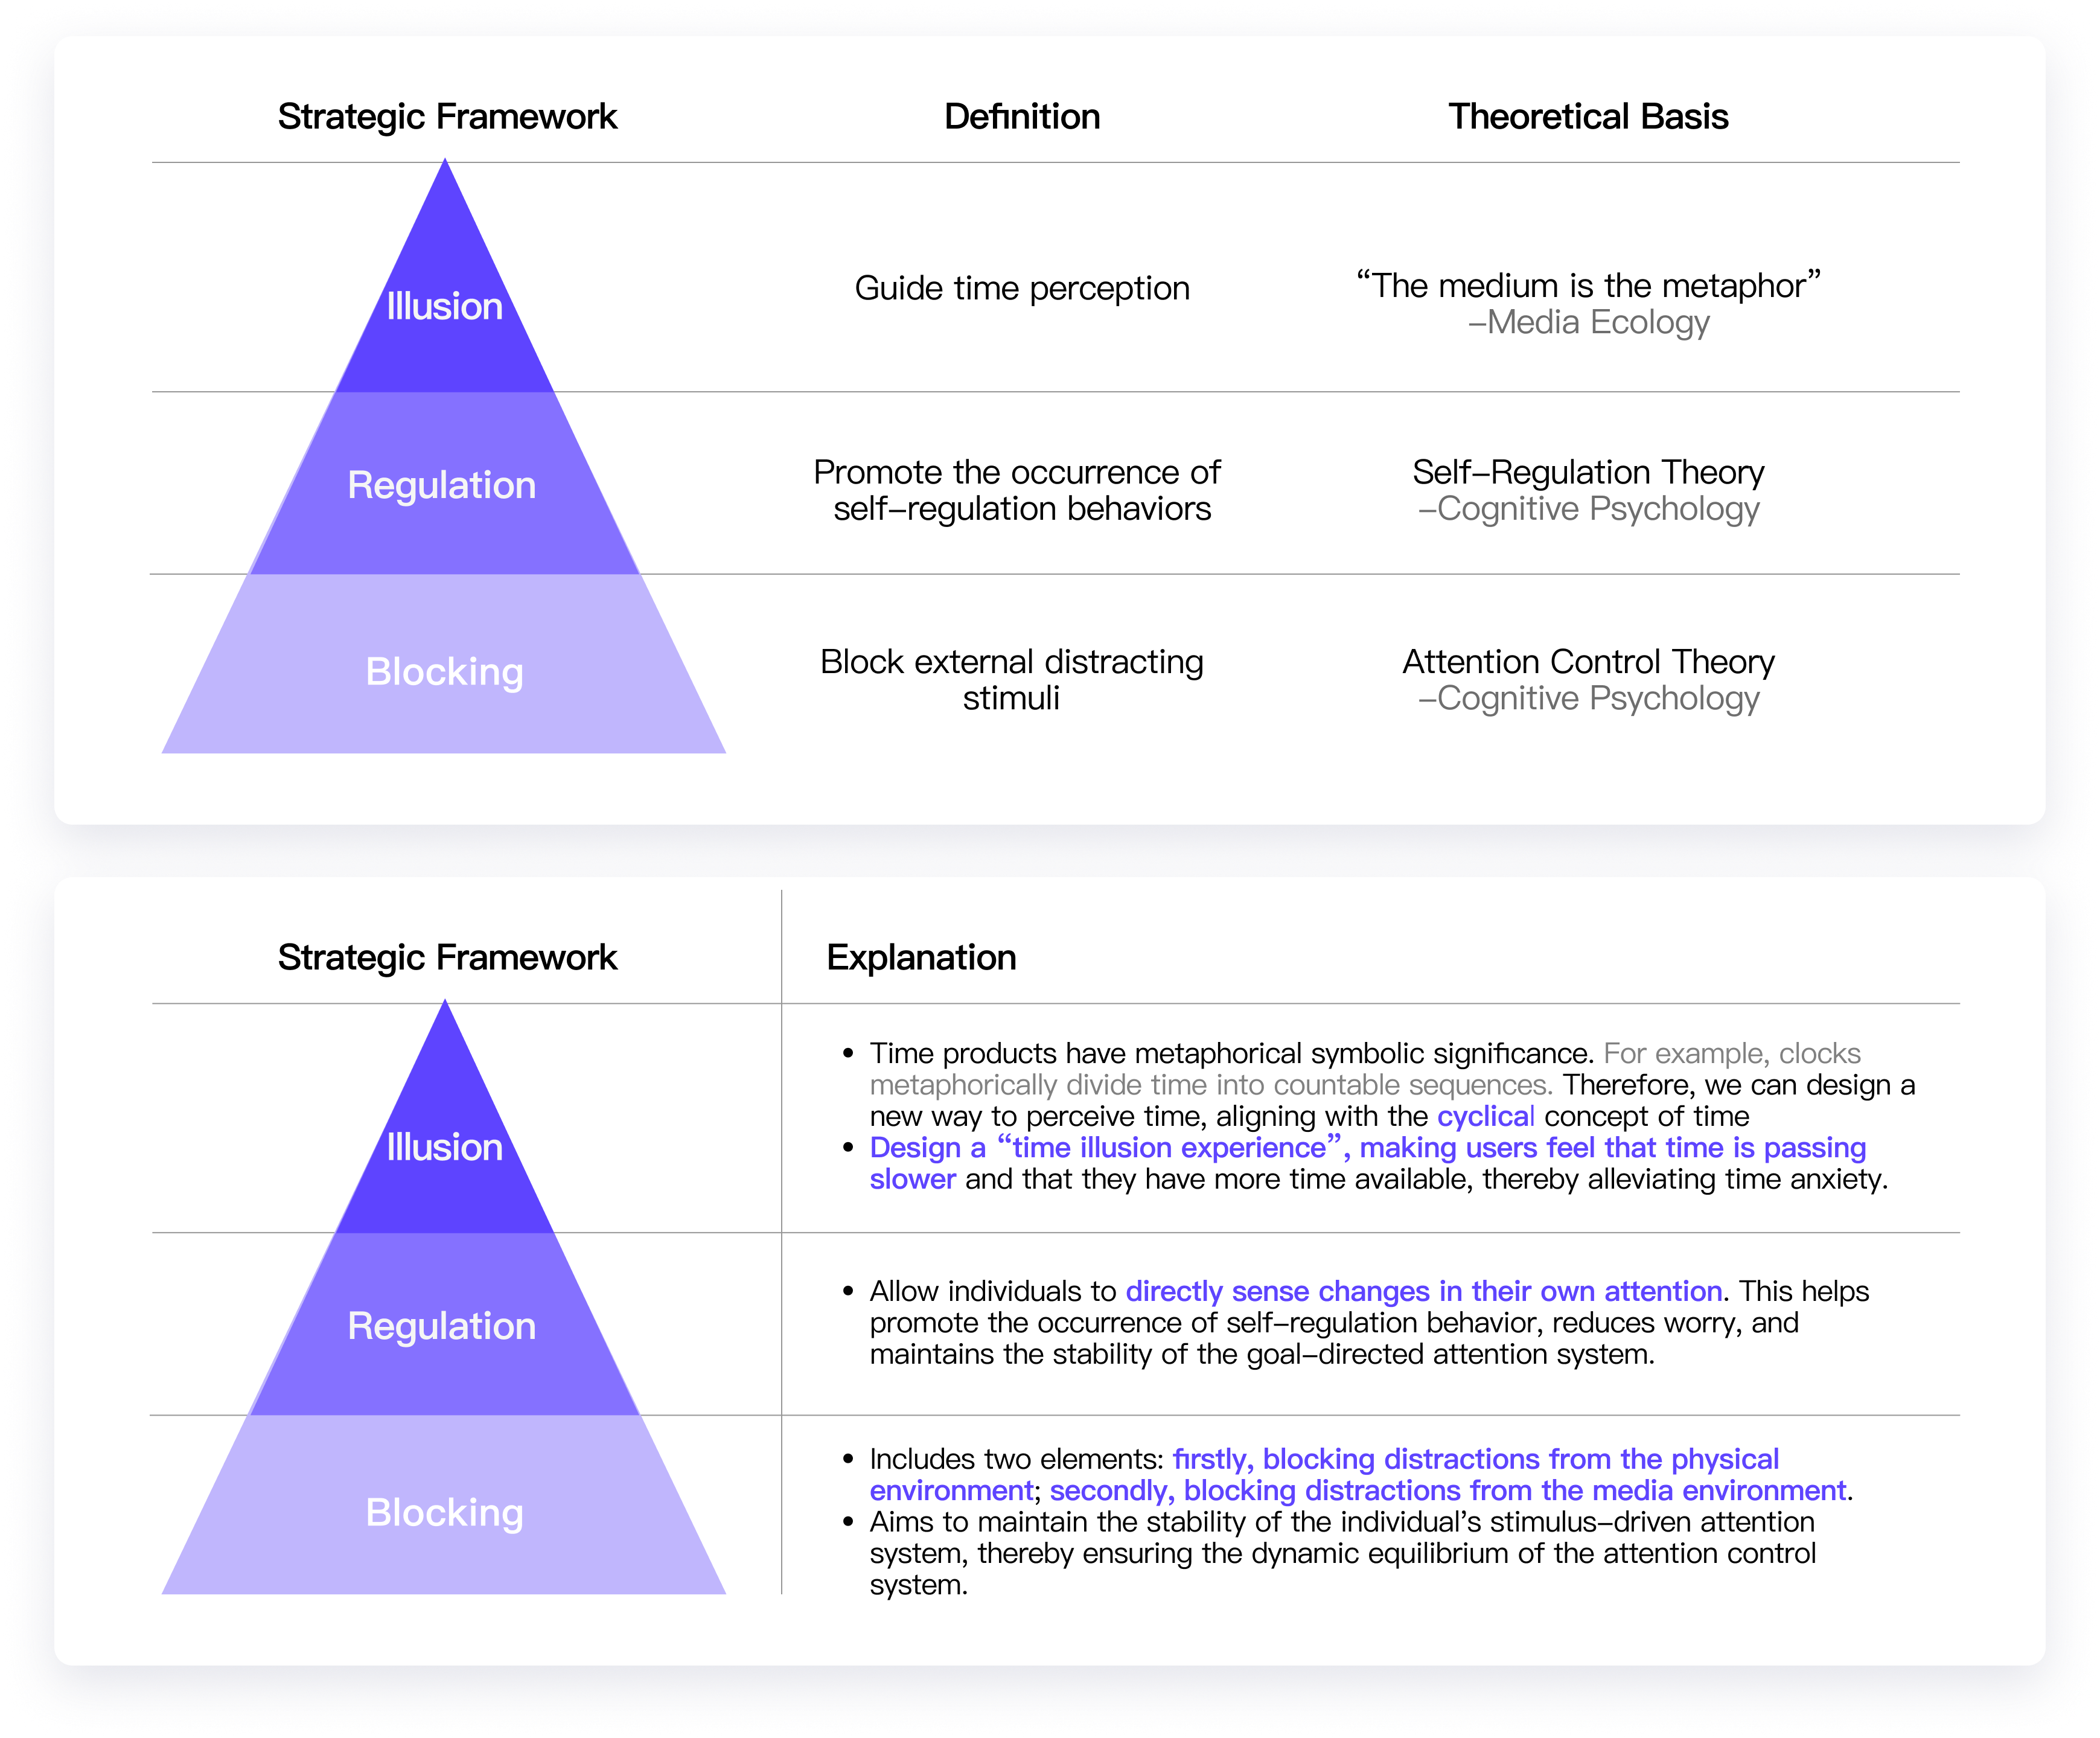 Strategic Framework
Definition
Theoretical Basis
Illusion
Guide time perception
“The medium is the metaphor”
–Media Ecology
Regulation
Promote the occurrence of
self–regulation behaviors
Self–Regulation Theory
–Cognitive Psychology
Blocking
Block external distracting
stimuli
Attention Control Theory
–Cognitive Psychology
Strategic Framework
Explanation
Illusion
• Time products have metaphorical symbolic significance. For example, clocks
metaphorically divide time into countable sequences. Therefore, we can design a
new way to perceive time, aligning with the cyclical concept of time
• Design a “time illusion experience”, making users feel that time is passing
slower and that they have more time available, thereby alleviating time anxiety.
Regulation
• Allow individuals to directly sense changes in their own attention. This helps
promote the occurrence of self–regulation behavior, reduces worry, and
maintains the stability of the goal–directed attention system.
Blocking
• Includes two elements: firstly, blocking distractions from the physical
environment; secondly, blocking distractions from the media environment.
• Aims to maintain the stability of the individual’s stimulus–driven attention
system, thereby ensuring the dynamic equilibrium of the attention control
system.